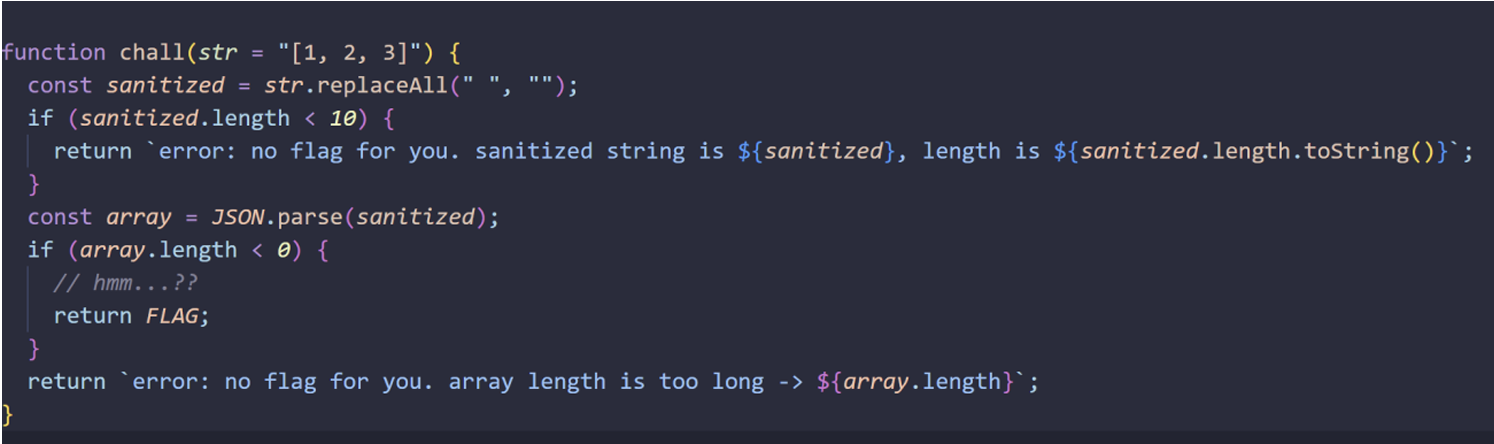 function chall(str = "[1, 2, 3]") {
  const sanitized = str.replaceAll(" ", "");
  if (sanitized.length < 10) {
    return `error: no flag for you. sanitized string is ${sanitized}, length is ${sanitized.length.toString()}`;
  }
  const array = JSON.parse(sanitized);
  if (array.length < 0) {
    // hmm...??
    return FLAG;
  }
  return `error: no flag for you. array length is too long -> ${array.length}`;
}